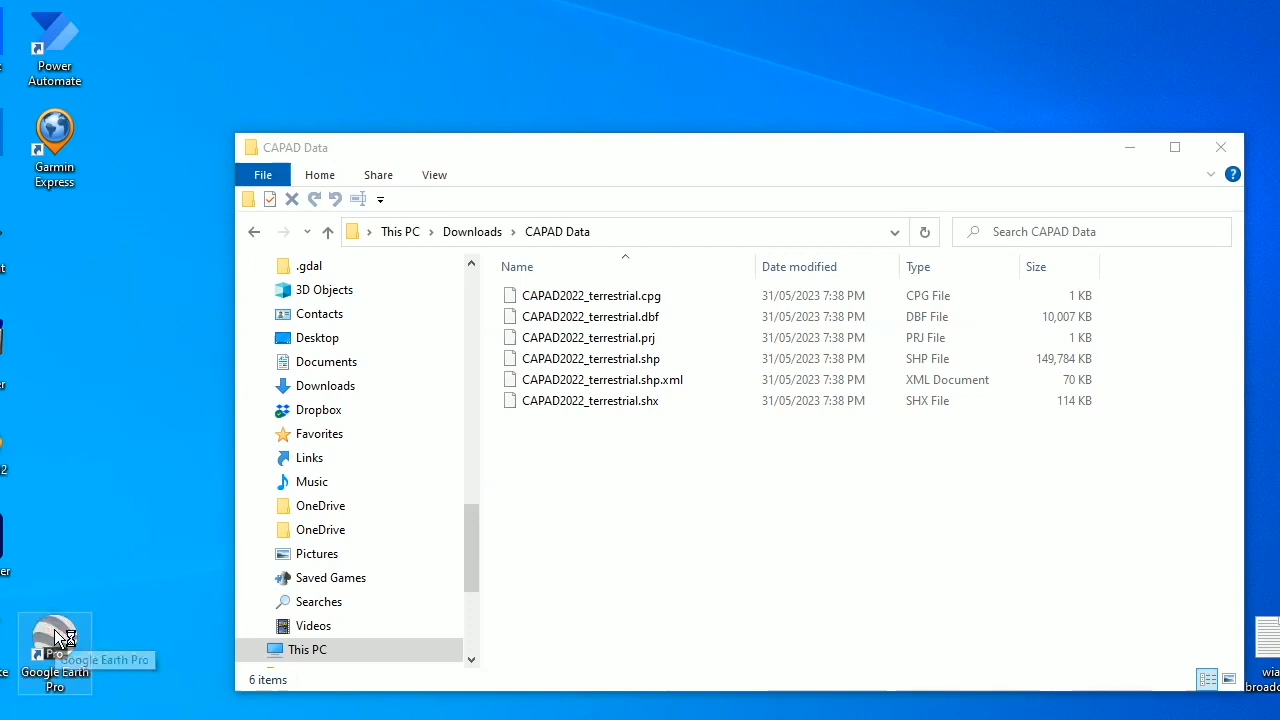 Power
Automate
Garmin
Express
CAPAD Data
File
Home
Share
View
This PC
Downloads
CAPAD Data
Search CAPAD Data
Name
Date modified
Type
Size
CAPAD2022_terrestrial.cpg 31/05/2023 7:38 PM CPG File 1 KB
CAPAD2022_terrestrial.dbf 31/05/2023 7:38 PM DBF File 10,007 KB
CAPAD2022_terrestrial.prj 31/05/2023 7:38 PM PRJ File 1 KB
CAPAD2022_terrestrial.shp 31/05/2023 7:38 PM SHP File 149,784 KB
CAPAD2022_terrestrial.shp.xml 31/05/2023 7:38 PM XML Document 70 KB
CAPAD2022_terrestrial.shx 31/05/2023 7:38 PM SHX File 114 KB
.gdal
3D Objects
Contacts
Desktop
Documents
Downloads
Dropbox
Favorites
Links
Music
OneDrive
OneDrive
Pictures
Saved Games
Searches
Videos
This PC
6 items
Pro
Google Earth Pro
Google Earth
Pro